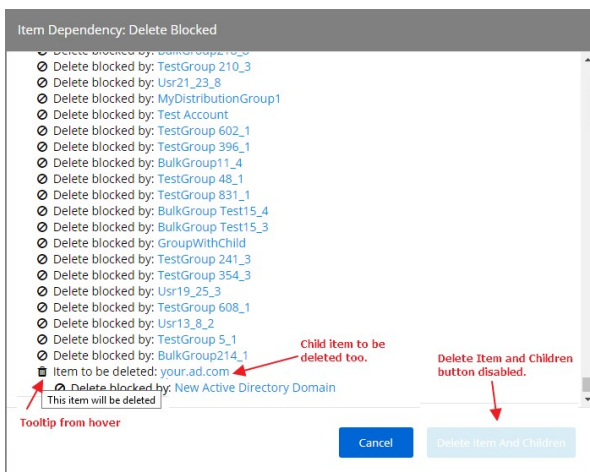 Item Dependency: Delete Blocked
Delete blocked by: BulkGroup218_6
Delete blocked by: TestGroup 210_3
Delete blocked by: Usr21_23_8
Delete blocked by: MyDistributionGroup1
Delete blocked by: Test Account
Delete blocked by: TestGroup 602_1
Delete blocked by: TestGroup 396_1
Delete blocked by: BulkGroup11_4
Delete blocked by: TestGroup 48_1
Delete blocked by: TestGroup 831_1
Delete blocked by: BulkGroup Test15_4
Delete blocked by: BulkGroup Test15_3
Delete blocked by: GroupWithChild
Delete blocked by: TestGroup 241_3
Delete blocked by: TestGroup 354_3
Delete blocked by: Usr19_25_3
Delete blocked by: TestGroup 608_1
Delete blocked by: Usr13_8_2
Delete blocked by: TestGroup 5_1
Delete blocked by: BulkGroup214_1
Child item to be
deleted too.
Item to be deleted: your.ad.com
Delete Item and Children
button disabled.
Delete blocked by: New Active Directory Domain
This item will be deleted
Tooltip from hover
Cancel
Delete Item And Children